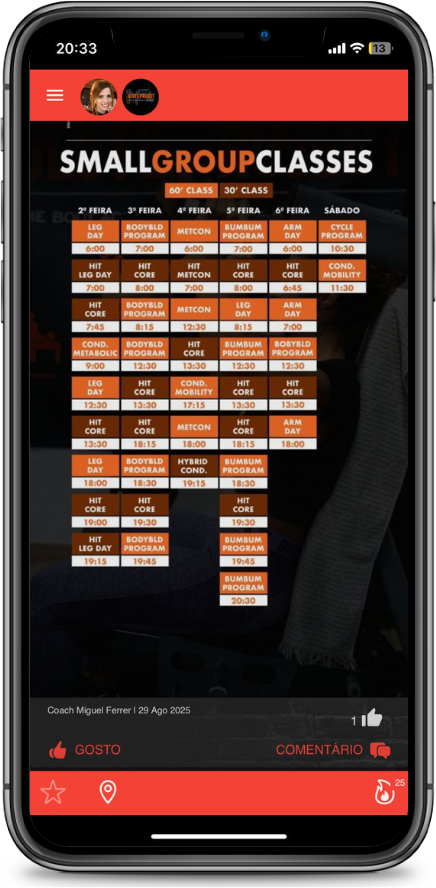 20:33
13
SMALLGROUPCLASSES
60' CLASS 30' CLASS
2ª FEIRA 3ª FEIRA 4ª FEIRA 5ª FEIRA 6ª FEIRA SÁBADO
LEG DAY BODYBLD PROGRAM METCON BUMBUM PROGRAM ARM DAY CYCLE PROGRAM
6:00 7:00 6:00 7:00 6:00 10:30
HIT LEG DAY HIT CORE HIT METCON HIT CORE HIT CORE COND. MOBILITY
7:00 8:00 7:00 8:00 6:45 11:30
HIT CORE BODYBLD PROGRAM METCON LEG DAY ARM DAY
7:45 8:15 12:30 8:15 7:00
COND. METABOLIC BODYBLD PROGRAM HIT CORE BUMBUM PROGRAM BOBYBLD PROGRAM
9:00 12:30 13:30 12:30 12:30
LEG DAY HIT CORE COND. MOBILITY HIT CORE HIT CORE
12:30 13:30 17:15 13:30 13:30
HIT CORE HIT CORE METCON HIT CORE ARM DAY
13:30 18:15 18:00 18:15 18:00
LEG DAY BODYBLD PROGRAM HYBRID COND. BUMBUM PROGRAM
18:00 18:30 19:15 18:30
HIT CORE HIT CORE HIT CORE
19:00 19:30 19:30
HIT LEG DAY BODYBLD PROGRAM BUMBUM PROGRAM
19:15 19:45 19:45
BUMBUM PROGRAM
20:30
Coach Miguel Ferrer | 29 Ago 2025
1
GOSTO COMENTÁRIO
25